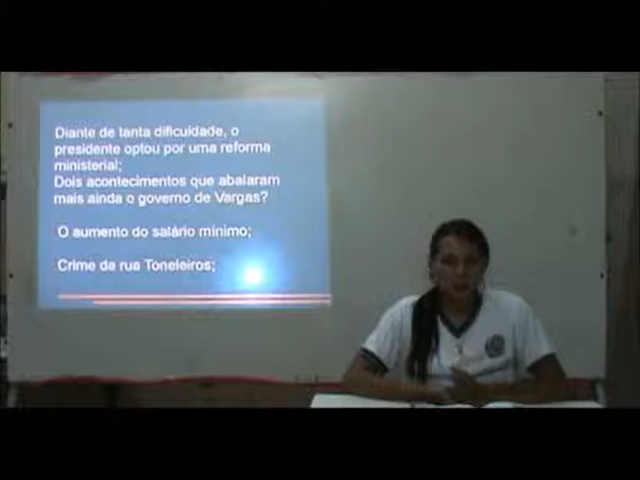 Diante de tanta dificuldade, o
presidente optou por uma reforma
ministerial;
Dois acontecimentos que abalaram
mais ainda o governo de Vargas?
O aumento do salário mínimo;
Crime da rua Toneleiros;